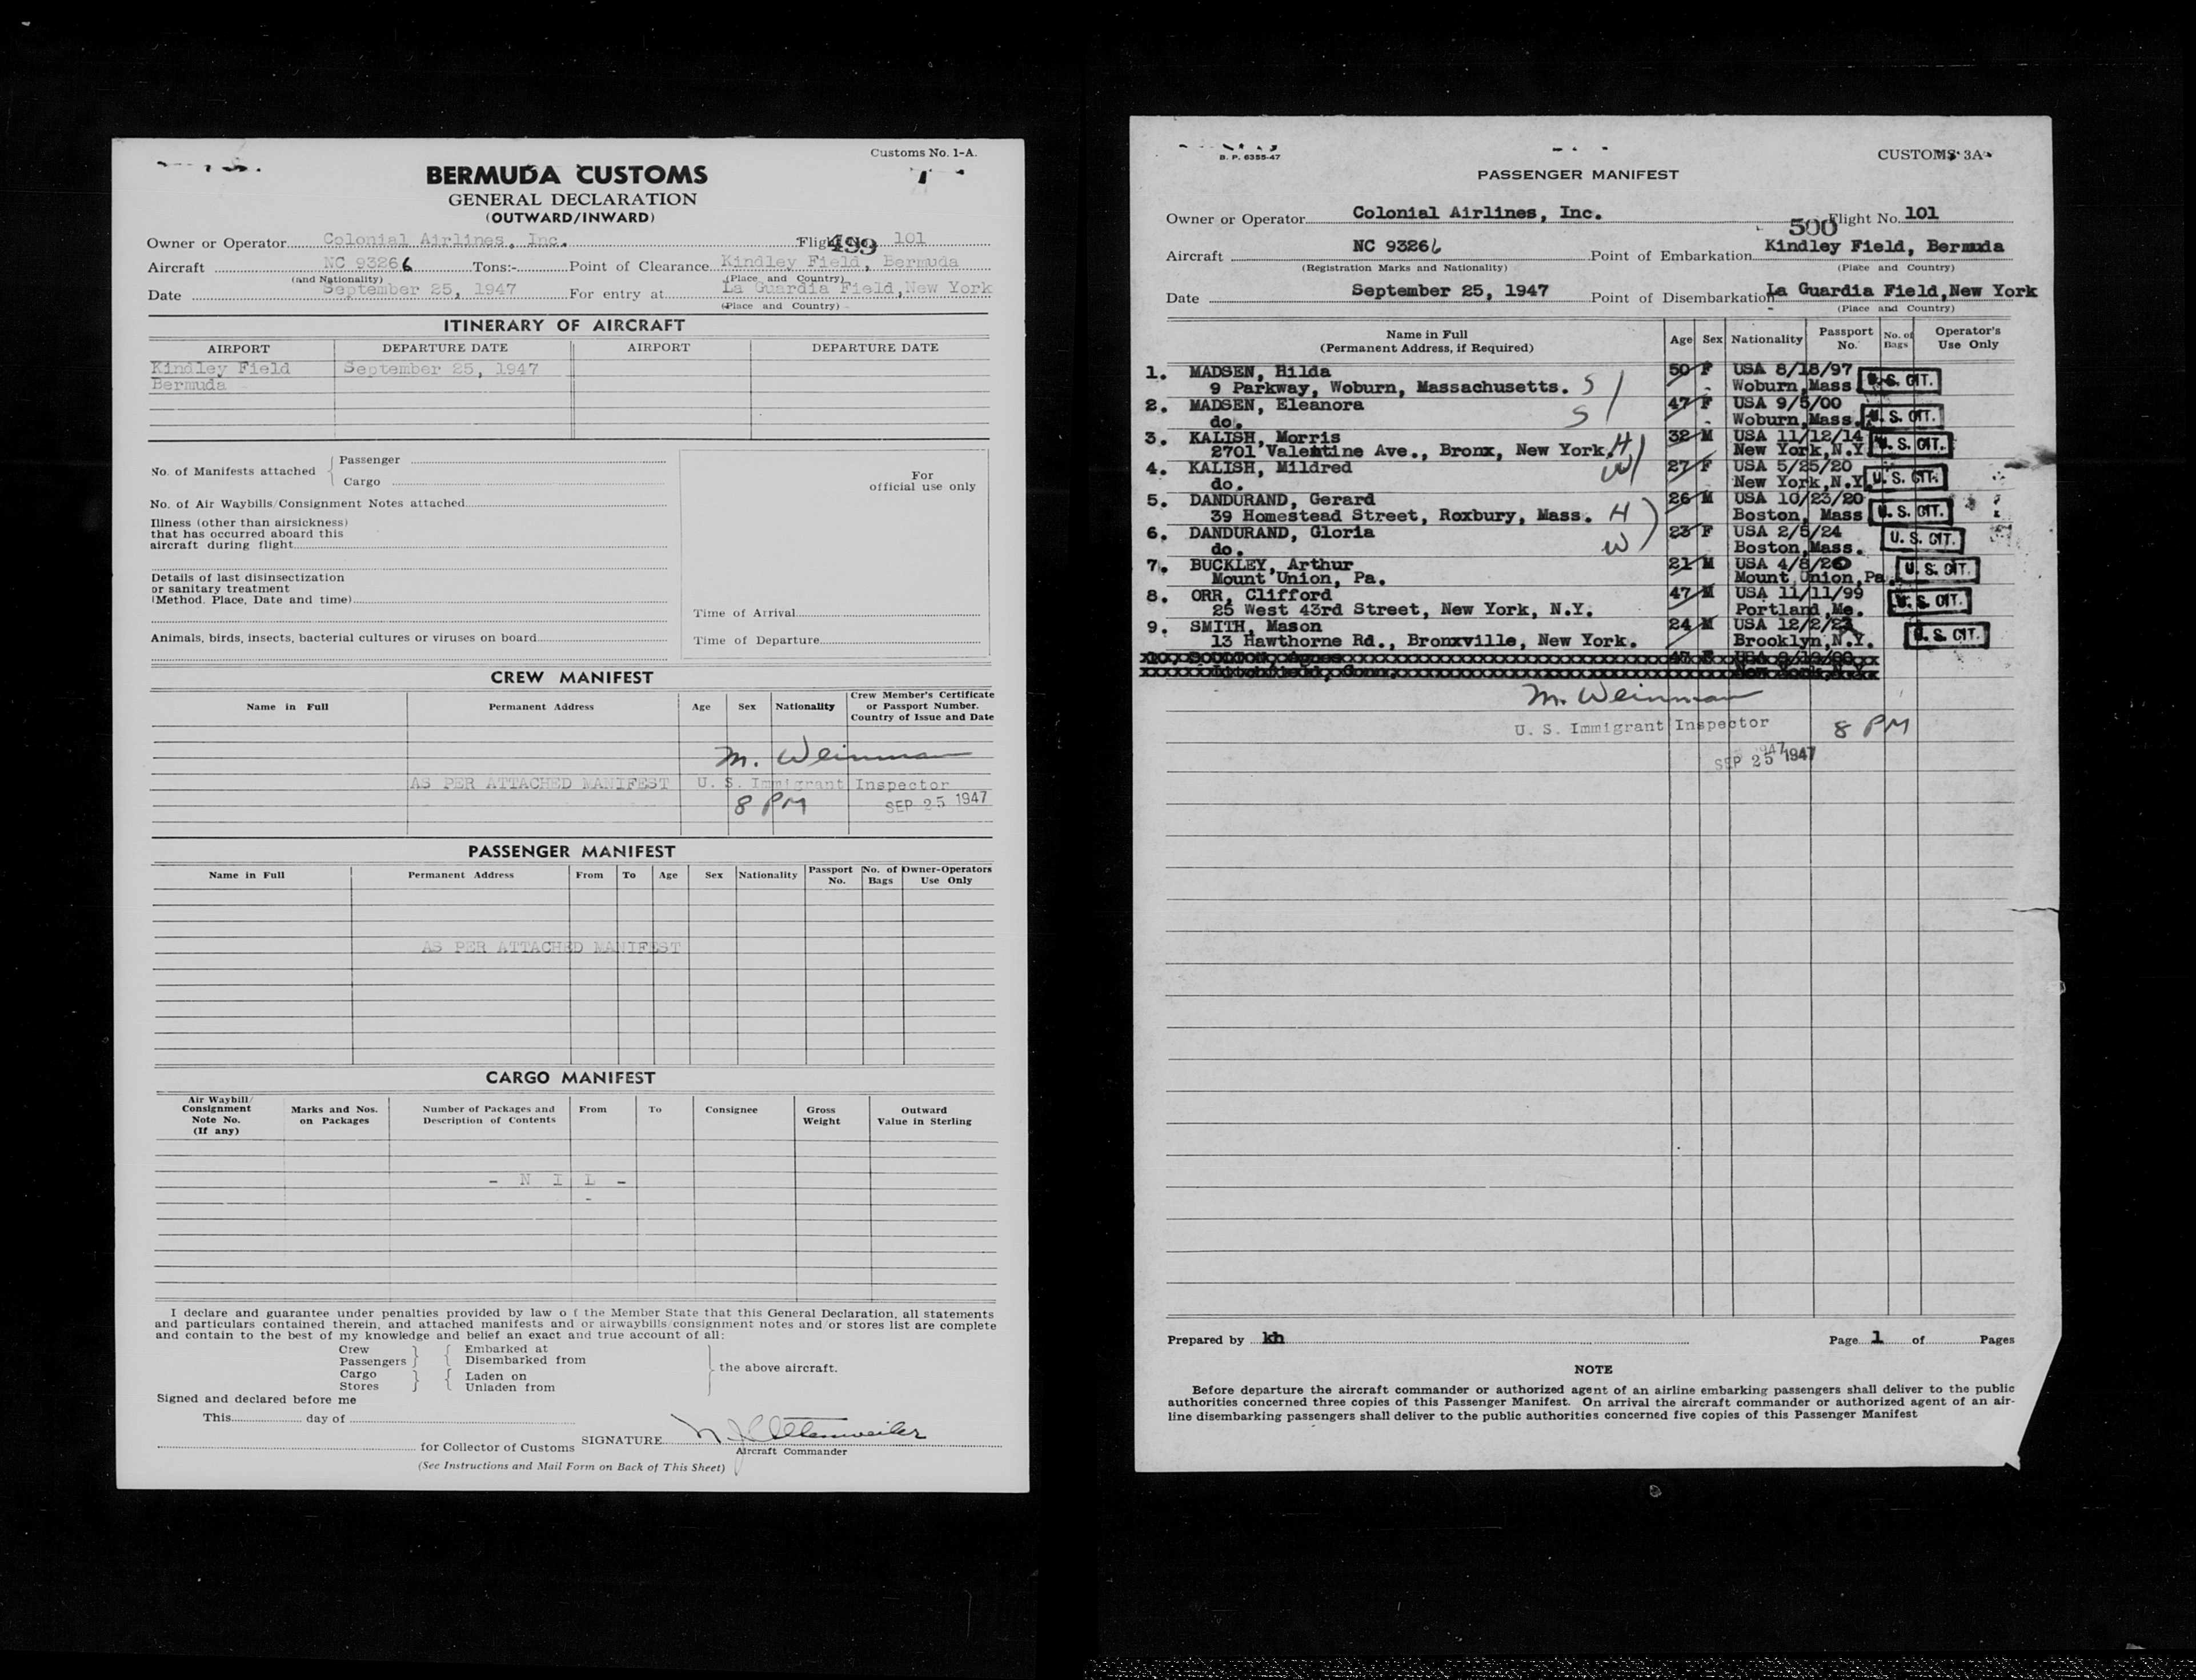 Customs No. 1-A.
BERMUDA CUSTOMS
GENERAL DECLARATION
(OUTWARD/INWARD)
499
Owner or Operator Colonial Airlines, Inc. Flight No. 101
Aircraft NC 93266 Tons:- Point of Clearance Kindley Field, Bermuda
(and Nationality) (Place and Country)
Date September 25, 1947 For entry at La Guardia Field, New York
(Place and Country)
ITINERARY OF AIRCRAFT
AIRPORT DEPARTURE DATE AIRPORT DEPARTURE DATE
Kindley Field September 25, 1947
Bermuda
No. of Manifests attached { Passenger
Cargo
For
official use only
No. of Air Waybills/Consignment Notes attached
Illness (other than airsickness)
that has occurred aboard this
aircraft during flight
Details of last disinsectization
or sanitary treatment
(Method, Place, Date and time)
Time of Arrival
Animals, birds, insects, bacterial cultures or viruses on board
Time of Departure
CREW MANIFEST
Name in Full Permanent Address Age Sex Nationality Crew Member's Certificate
or Passport Number.
Country of Issue and Date
M. Weinman
AS PER ATTACHED MANIFEST U. S. Immigrant Inspector
8 PM SEP 25 1947
PASSENGER MANIFEST
Name in Full Permanent Address From To Age Sex Nationality Passport No. No. of Bags Owner-Operators Use Only
AS PER ATTACHED MANIFEST
CARGO MANIFEST
Air Waybill/
Consignment
Note No.
(If any)
Marks and Nos.
on Packages
Number of Packages and
Description of Contents
From To Consignee Gross
Weight
Outward
Value in Sterling
- N I L -
-
I declare and guarantee under penalties provided by law of the Member State that this General Declaration, all statements
and particulars contained therein, and attached manifests and/or airwaybills/consignment notes and/or stores list are complete
and contain to the best of my knowledge and belief an exact and true account of all:
Crew Embarked at
Passengers Disembarked from
the above aircraft.
Cargo Laden on
Stores Unladen from
Signed and declared before me
This day of
for Collector of Customs SIGNATURE
Aircraft Commander
(See Instructions and Mail Form on Back of This Sheet)
B. P. 6355-47
CUSTOMS 3A
PASSENGER MANIFEST
Owner or Operator Colonial Airlines, Inc. Flight No. 101
500
Aircraft NC 93266 Point of Embarkation Kindley Field, Bermuda
(Registration Marks and Nationality) (Place and Country)
Date September 25, 1947 Point of Disembarkation La Guardia Field, New York
(Place and Country)
Name in Full
(Permanent Address, if Required)
Age Sex Nationality Passport
No.
No. of
Bags
Operator's
Use Only
1. MADSEN, Hilda 50 F USA 8/18/97
9 Parkway, Woburn, Massachusetts. S Woburn, Mass U. S. CIT.
2. MADSEN, Eleanora 47 F USA 9/5/00
do. S Woburn, Mass. U. S. CIT.
3. KALISH, Morris 32 M USA 11/12/14
2701 Valentine Ave., Bronx, New York H New York, N.Y. U. S. CIT.
4. KALISH, Mildred W 27 F USA 5/25/20
do. New York, N.Y. U. S. CIT.
5. DANDURAND, Gerard 26 M USA 10/23/20
39 Homestead Street, Roxbury, Mass. H Boston, Mass U. S. CIT.
6. DANDURAND, Gloria 23 F USA 2/5/24
do. W Boston, Mass. U. S. CIT.
7. BUCKLEY, Arthur 21 M USA 4/8/26
Mount Union, Pa. Mount Union, Pa. U. S. CIT.
8. ORR, Clifford 47 M USA 11/11/99
25 West 43rd Street, New York, N.Y. Portland, Me. U. S. CIT.
9. SMITH, Mason 24 M USA 12/2/23
13 Hawthorne Rd., Bronxville, New York. Brooklyn, N.Y. U. S. CIT.
M. Weinman
U. S. Immigrant Inspector 8 PM
SEP 25 1947
Prepared by kh Page 1 of Pages
NOTE
Before departure the aircraft commander or authorized agent of an airline embarking passengers shall deliver to the public
authorities concerned three copies of this Passenger Manifest. On arrival the aircraft commander or authorized agent of an air-
line disembarking passengers shall deliver to the public authorities concerned five copies of this Passenger Manifest